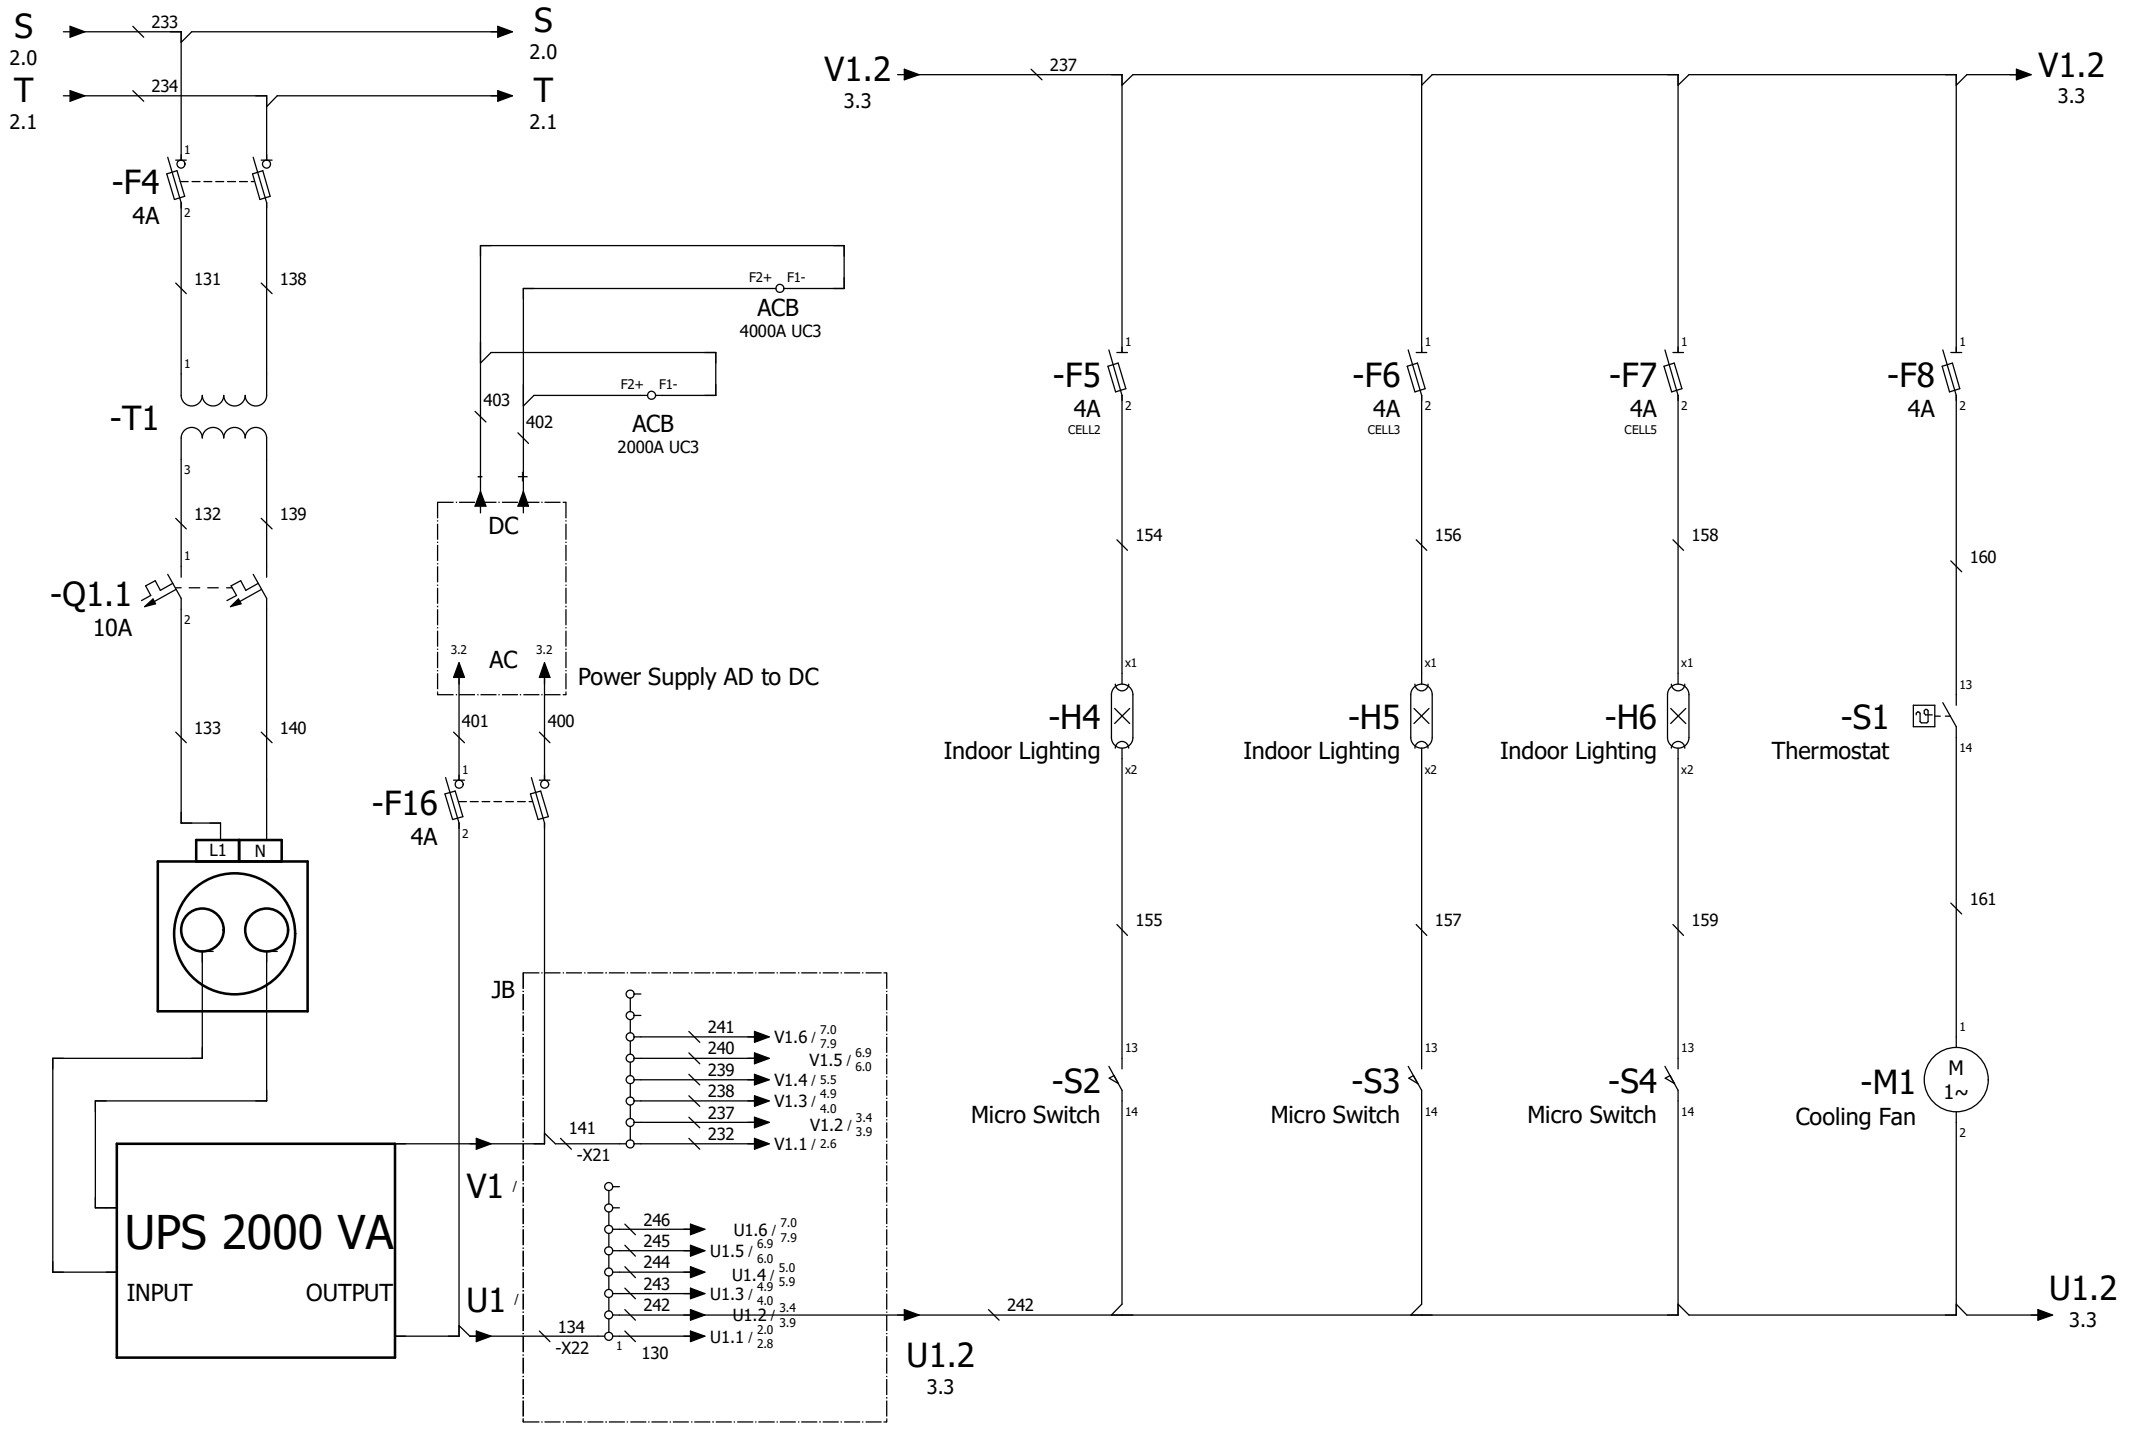 S
2.0
233
S
2.0
T
2.1
234
T
2.1
V1.2
3.3
237
V1.2
3.3
1
-F4
4A
2
131
138
1
-T1
3
132
139
1
-Q1.1
10A
2
133
140
L1
N
UPS 2000 VA
INPUT
OUTPUT
F2+
F1-
ACB
4000A UC3
F2+
F1-
ACB
2000A UC3
403
402
-
+
DC
3.2
AC
3.2
Power Supply AD to DC
401
400
1
-F16
4A
2
JB
241
V1.6 / 7.0
7.9
240
V1.5 / 6.9
6.0
239
V1.4 / 5.5
238
V1.3 / 4.9
4.0
237
V1.2 / 3.4
3.9
232
V1.1 / 2.6
141
-X21
V1 /
246
U1.6 / 7.0
7.9
245
U1.5 / 6.9
6.0
244
U1.4 / 5.0
5.9
243
U1.3 / 4.9
4.0
242
U1.2 / 3.4
3.9
U1.1 / 2.0
2.8
U1 /
134
-X22
1
130
U1.2
3.3
242
U1.2
3.3
1
-F5
4A
CELL2
2
154
x1
-H4
Indoor Lighting
x2
155
13
-S2
Micro Switch
14
1
-F6
4A
CELL3
2
156
x1
-H5
Indoor Lighting
x2
157
13
-S3
Micro Switch
14
1
-F7
4A
CELL5
2
158
x1
-H6
Indoor Lighting
x2
159
13
-S4
Micro Switch
14
1
-F8
4A
2
160
13
-S1
ϑ
Thermostat
14
161
1
-M1
M
1~
Cooling Fan
2